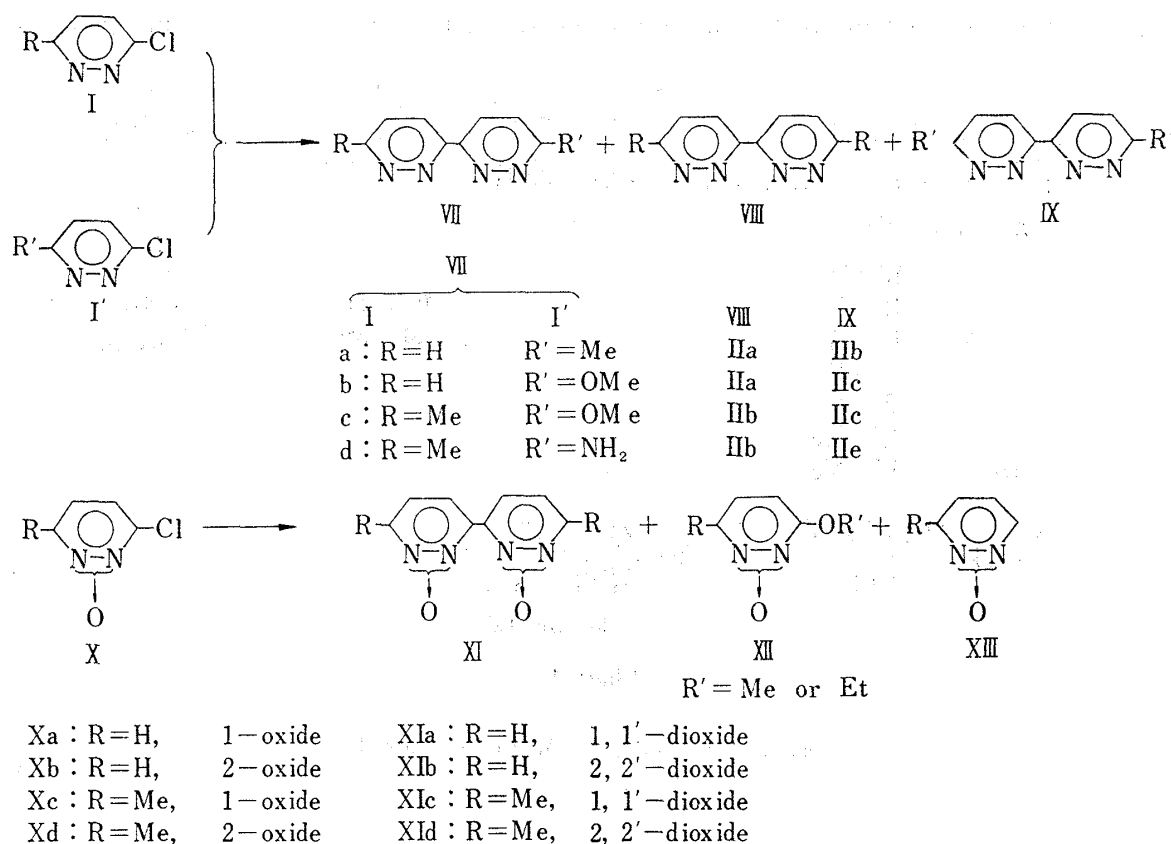 R Cl
N N
I
R' Cl
N N
I'
R N N N N R' + R N N N N R + R' N N N N R'
VII VIII IX
VII
I I' VIII IX
a : R=H R'=Me IIa IIb
b : R=H R'=OMe IIa IIc
c : R=Me R'=OMe IIb IIc
d : R=Me R'=NH₂ IIb IIe
R Cl R R + R OR' + R
N N N N N N N N N N
O O O O O
X XI XII XIII
R'=Me or Et
Xa : R=H, 1-oxide XIa : R=H, 1, 1'-dioxide
Xb : R=H, 2-oxide XIb : R=H, 2, 2'-dioxide
Xc : R=Me, 1-oxide XIc : R=Me, 1, 1'-dioxide
Xd : R=Me, 2-oxide XId : R=Me, 2, 2'-dioxide